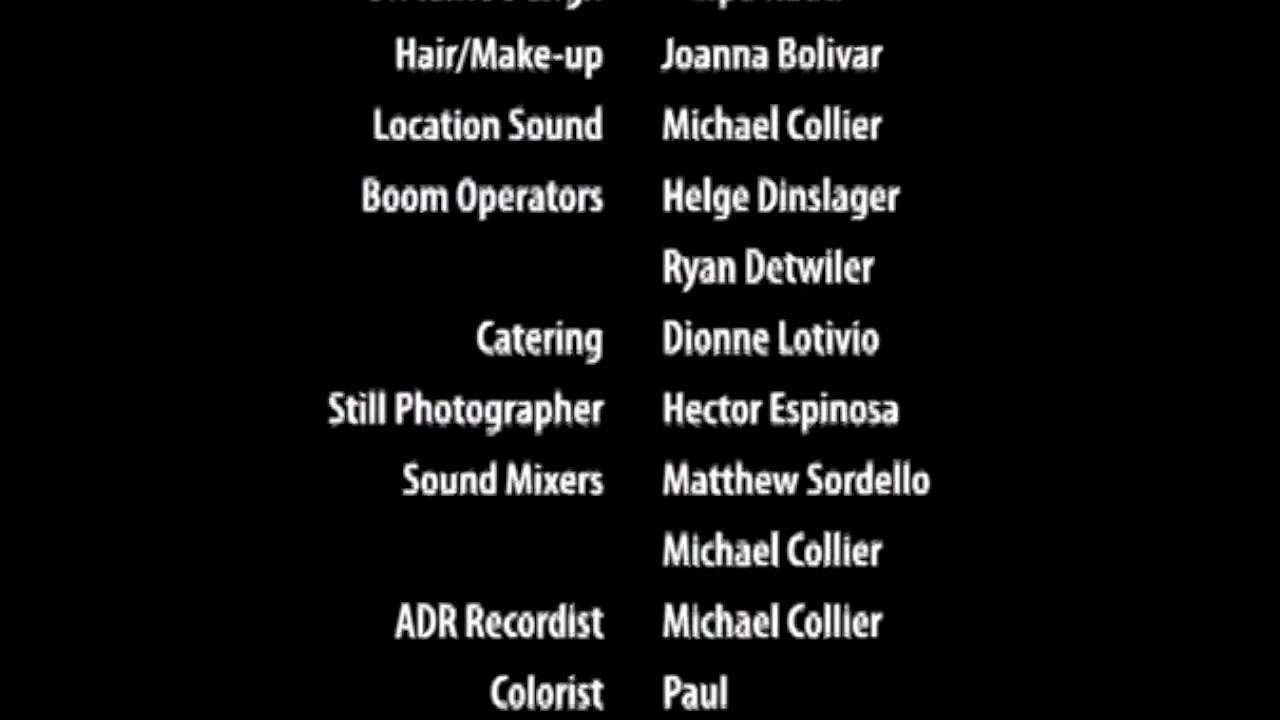 Hair/Make-up Joanna Bolivar
Location Sound Michael Collier
Boom Operators Helge Dinslager
Ryan Detwiler
Catering Dionne Lotivio
Still Photographer Hector Espinosa
Sound Mixers Matthew Sordello
Michael Collier
ADR Recordist Michael Collier
Colorist Paul